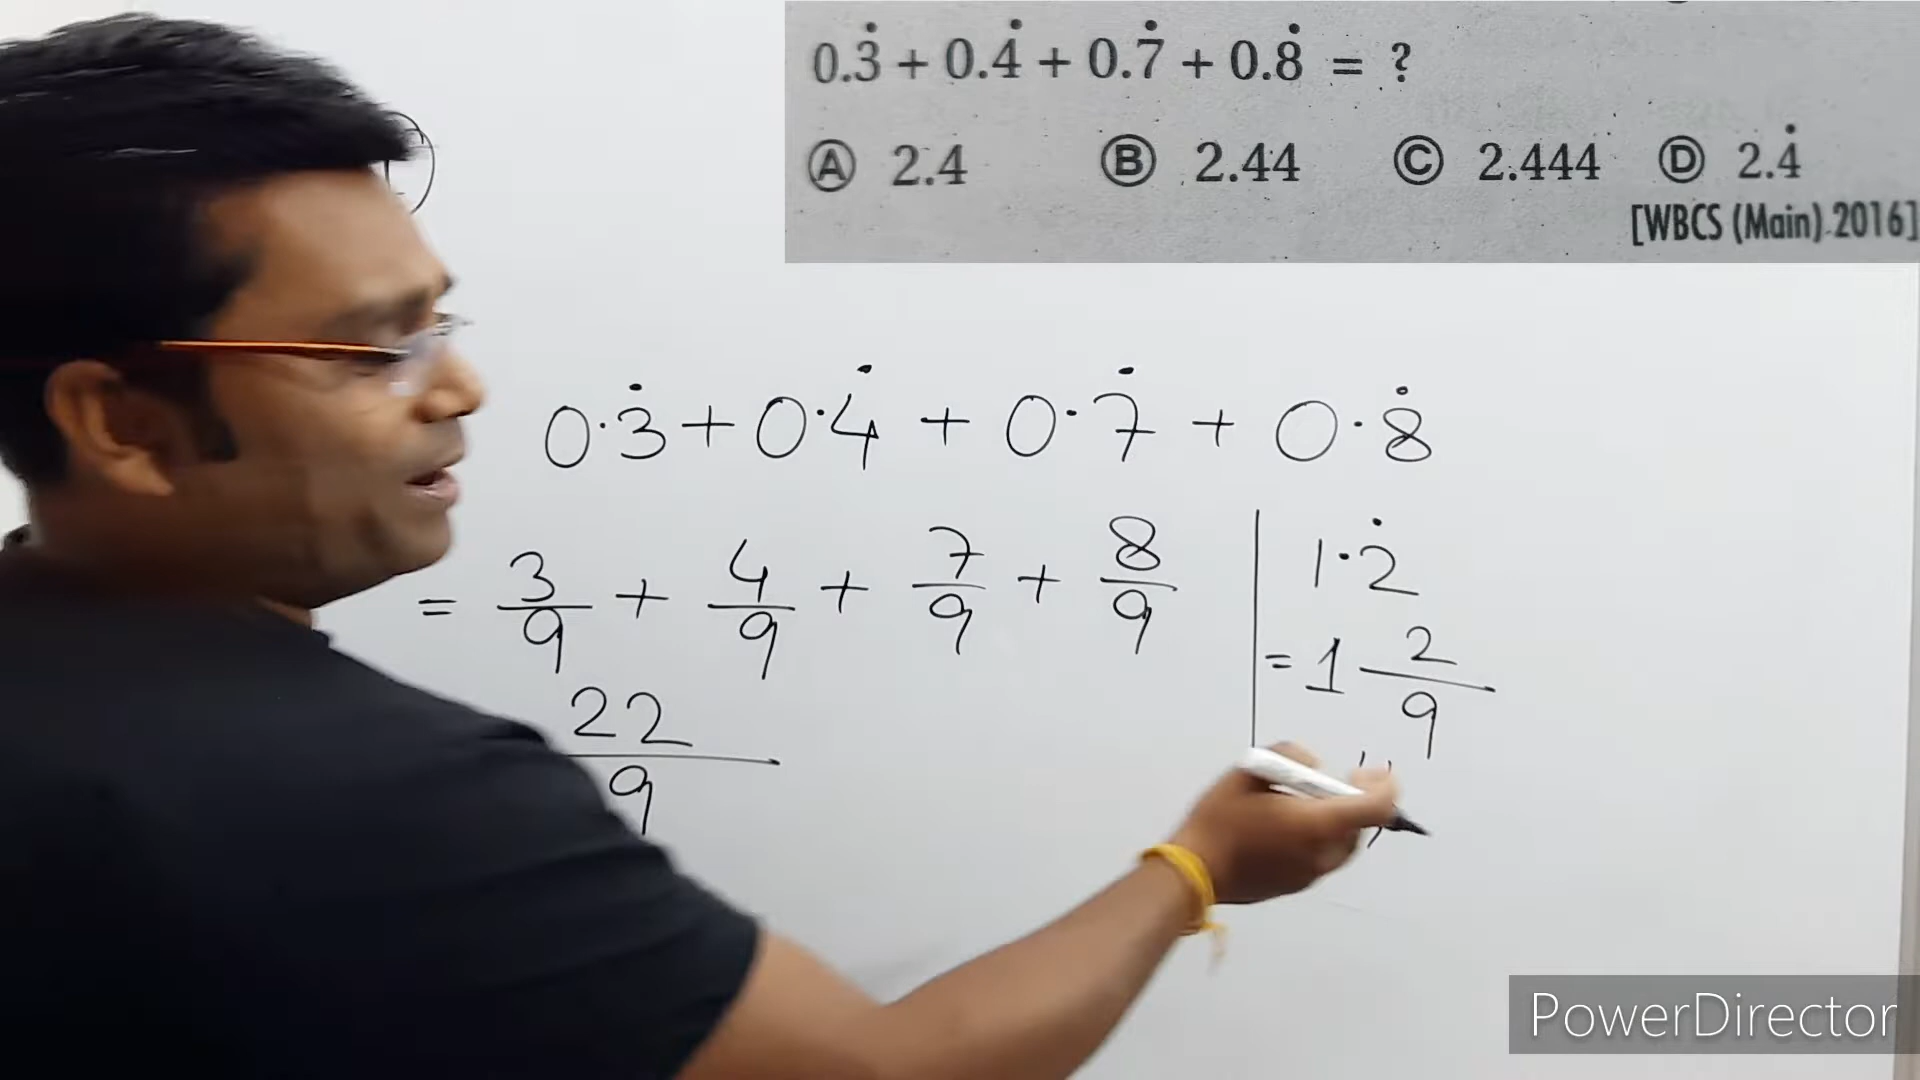 0.3̇ + 0.4̇ + 0.7̇ + 0.8̇ = ?
Ⓐ 2.4 Ⓑ 2.44 Ⓒ 2.444 Ⓓ 2.4̇
[WBCS (Main) 2016]
0.3̇ + 0.4̇ + 0.7̇ + 0.8̇
= 3/9 + 4/9 + 7/9 + 8/9
22/9
1.2̇
= 1 2/9
PowerDirector